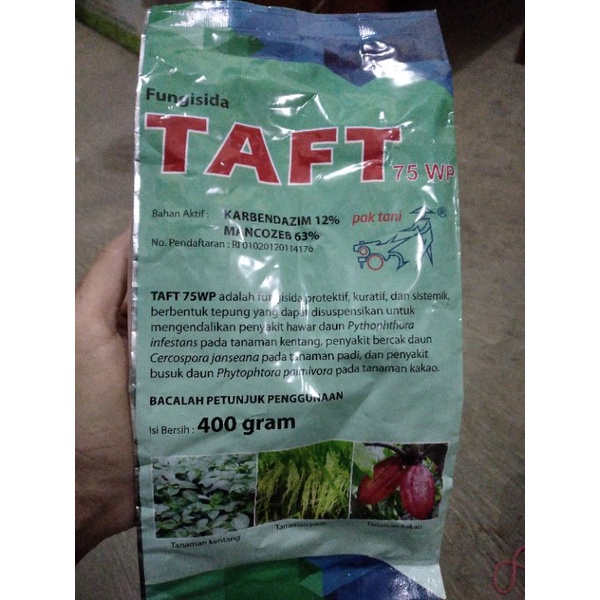 Fungisida
TAFT
75 WP
Bahan Aktif : KARBENDAZIM 12%
MANCOZEB 63%
No. Pendaftaran : RI 01020120114176
pak tani ®
TAFT 75WP adalah fungisida protektif, kuratif, dan sistemik,
berbentuk tepung yang dapat disuspensikan untuk
mengendalikan penyakit hawar daun Pythophthora
infestans pada tanaman kentang, penyakit bercak daun
Cercospora janseana pada tanaman padi, dan penyakit
busuk daun Phytophtora palmivora pada tanaman kakao.
BACALAH PETUNJUK PENGGUNAAN
Isi Bersih : 400 gram
Tanaman kentang
Tanaman padi
Tanaman kakao